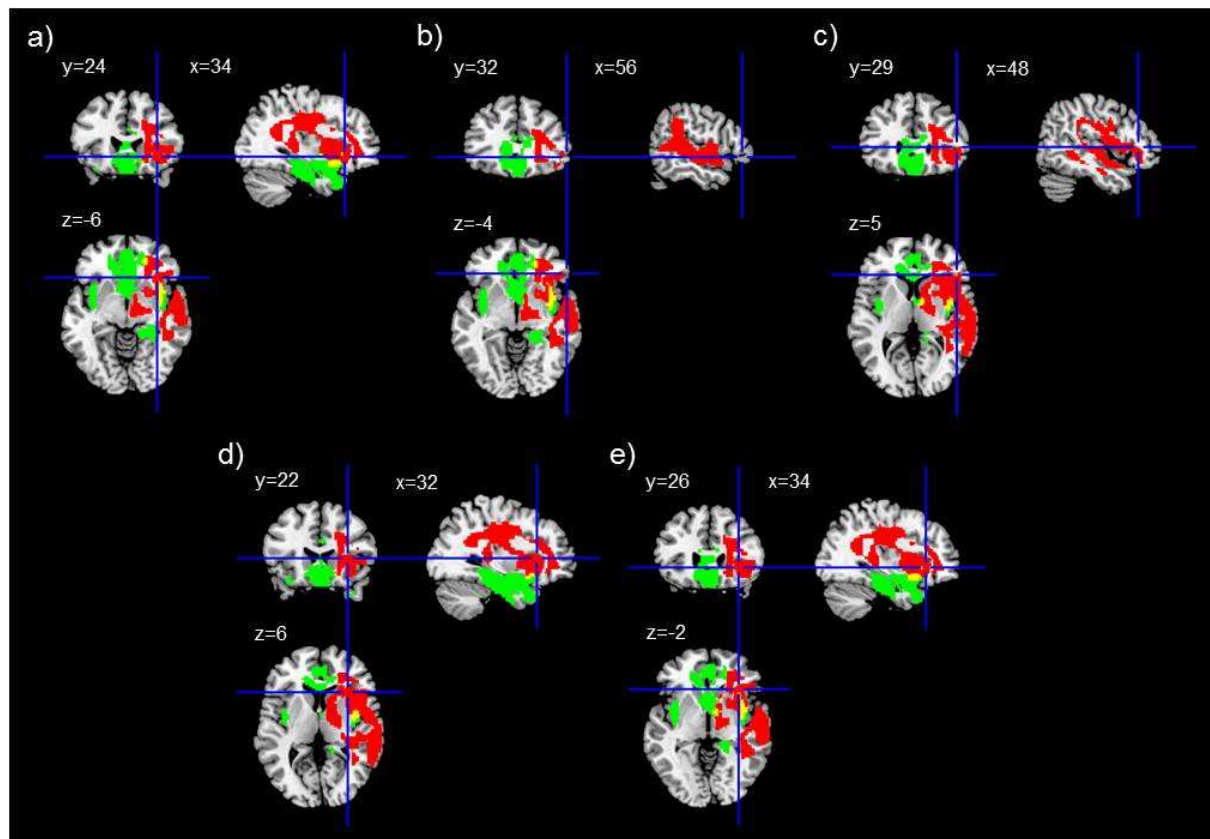 a)
y=24 x=34
z=-6
b)
y=32 x=56
z=-4
c)
y=29 x=48
z=5
d)
y=22 x=32
z=6
e)
y=26 x=34
z=-2